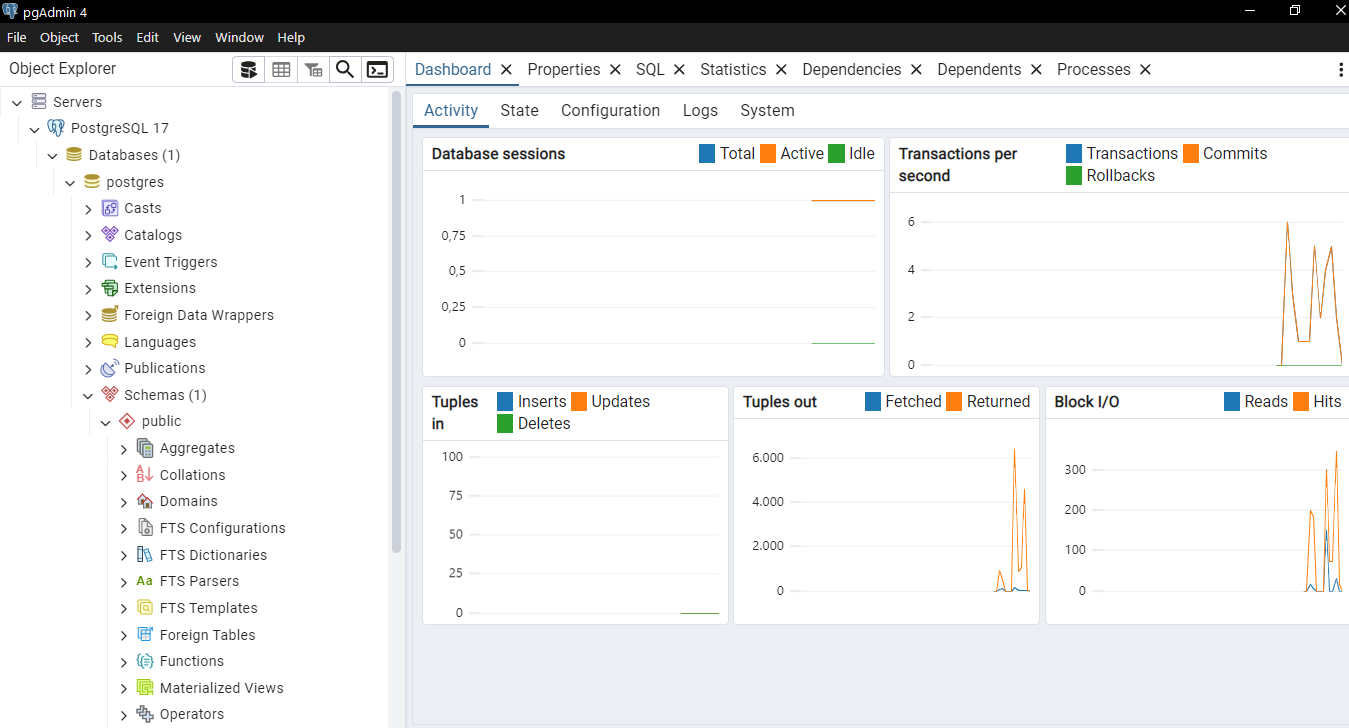 pgAdmin 4
File Object Tools Edit View Window Help
Object Explorer
Servers
PostgreSQL 17
Databases (1)
postgres
Casts
Catalogs
Event Triggers
Extensions
Foreign Data Wrappers
Languages
Publications
Schemas (1)
public
Aggregates
Collations
Domains
FTS Configurations
FTS Dictionaries
Aa FTS Parsers
FTS Templates
Foreign Tables
Functions
Materialized Views
Operators
Dashboard Properties SQL Statistics Dependencies Dependents Processes
Activity State Configuration Logs System
Database sessions
Total Active Idle
1
0,75
0,5
0,25
0
Transactions per
second
Transactions Commits
Rollbacks
6
4
2
0
Tuples
in
Inserts Updates
Deletes
100
75
50
25
0
Tuples out
Fetched Returned
6.000
4.000
2.000
0
Block I/O
Reads Hits
300
200
100
0